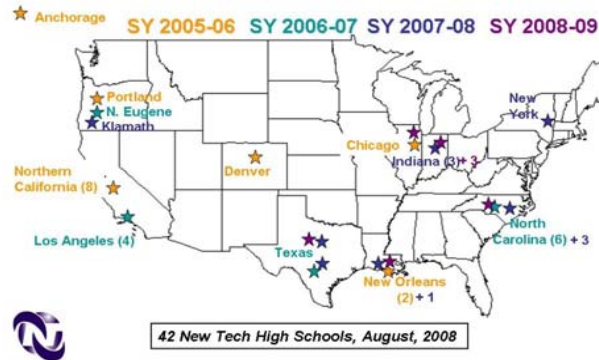 Anchorage
SY 2005-06 SY 2006-07 SY 2007-08 SY 2008-09
Portland
N. Eugene
Klamath
New
York
Chicago
Indiana (3)+ 3
Denver
Northern
California (8)
Los Angeles (4)
North
Carolina (6) + 3
Texas
New Orleans
(2) + 1
42 New Tech High Schools, August, 2008
N